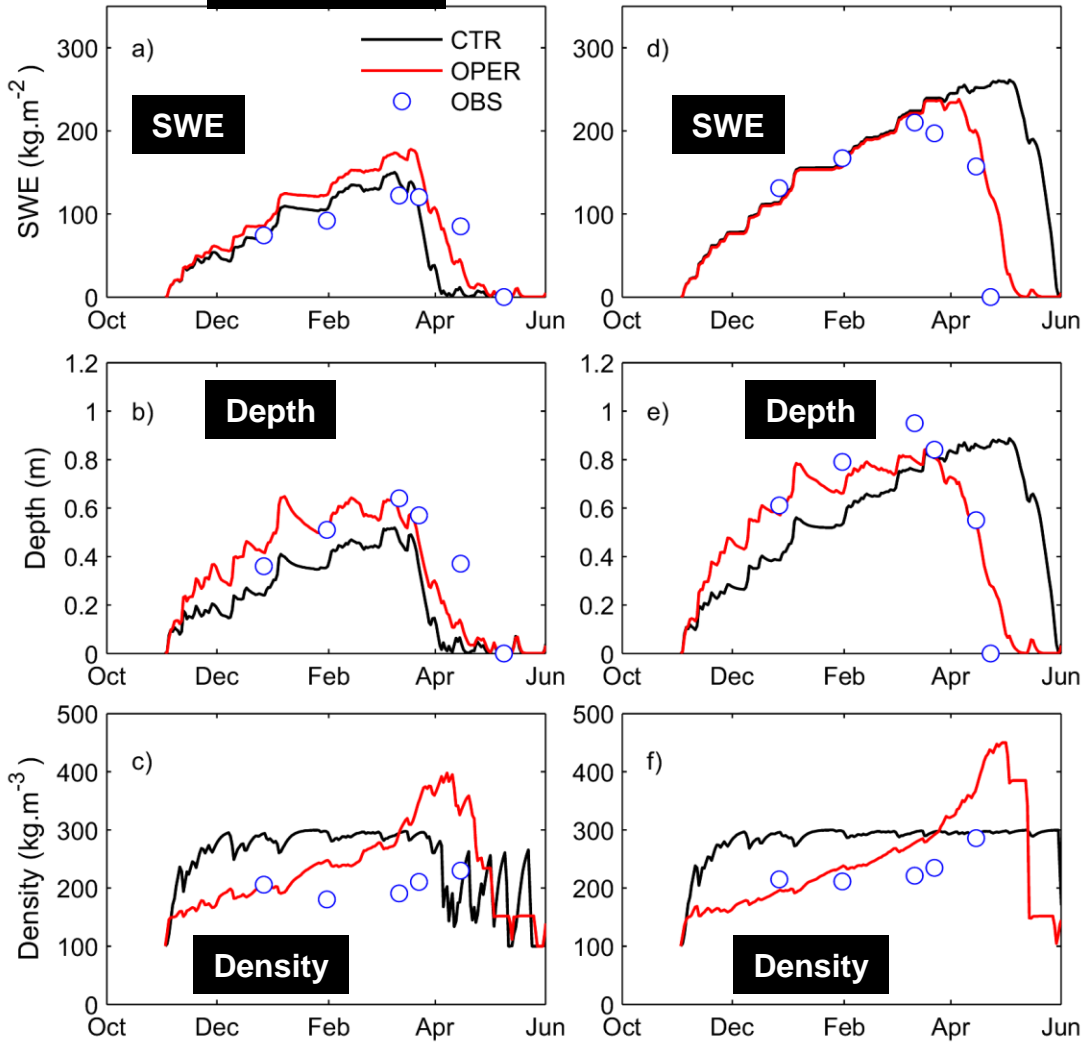 a)
CTR
OPER
OBS
SWE
SWE (kg.m-2)
300
200
100
0
Oct Dec Feb Apr Jun
d)
SWE
300
200
100
0
Oct Dec Feb Apr Jun
b)
Depth
Depth (m)
1.2
1
0.8
0.6
0.4
0.2
0
Oct Dec Feb Apr Jun
e)
Depth
1.2
1
0.8
0.6
0.4
0.2
0
Oct Dec Feb Apr Jun
c)
Density
Density (kg.m-3)
500
400
300
200
100
0
Oct Dec Feb Apr Jun
f)
Density
500
400
300
200
100
0
Oct Dec Feb Apr Jun